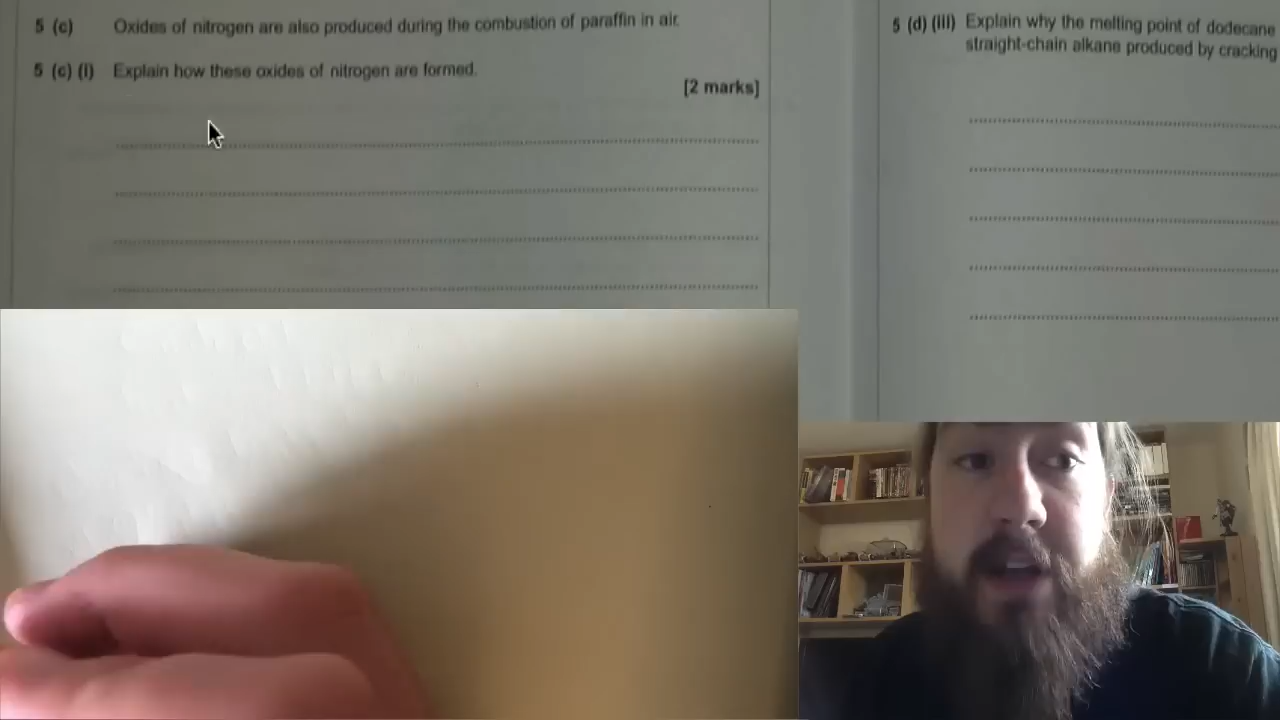 5 (c) Oxides of nitrogen are also produced during the combustion of paraffin in air.
5 (c) (i) Explain how these oxides of nitrogen are formed.
[2 marks]
5 (d) (iii) Explain why the melting point of dodecane
straight-chain alkane produced by cracking